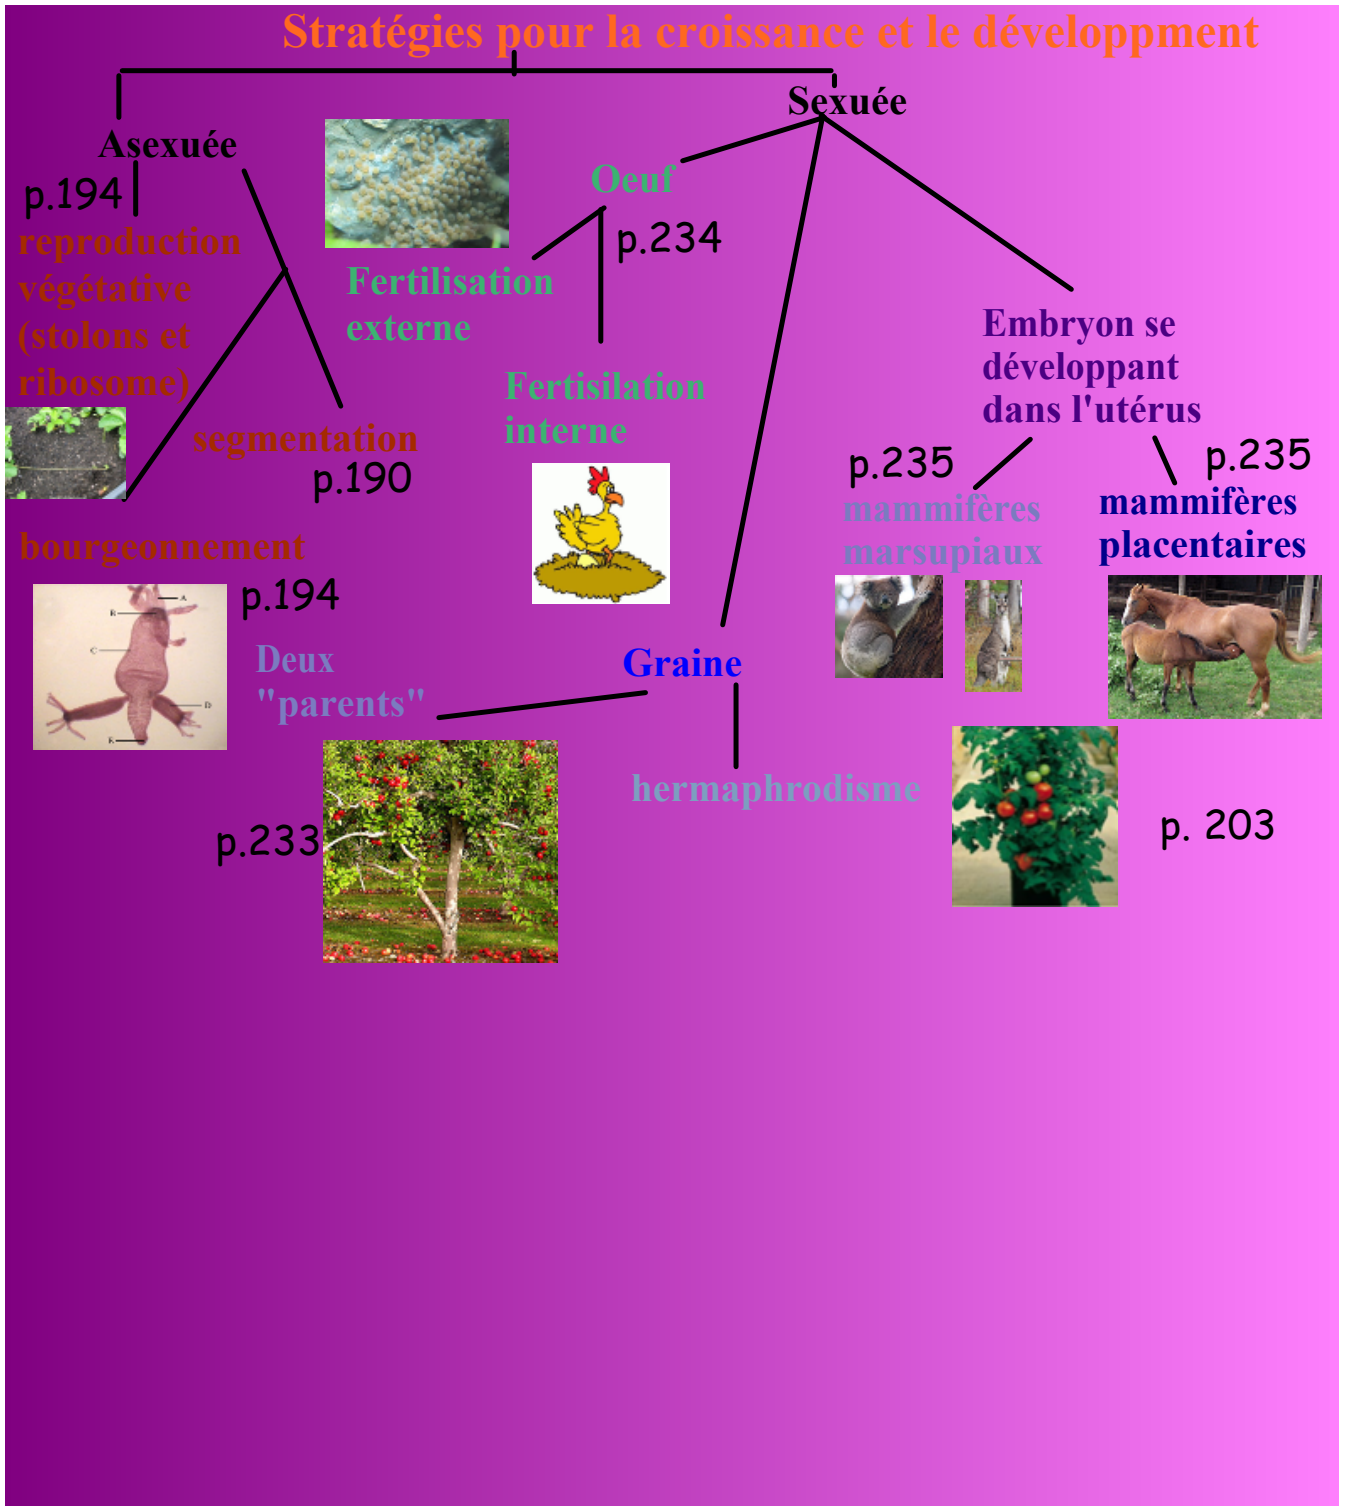 Stratégies pour la croissance et le développment
Sexuée
Asexuée
p.194
reproduction
végétative
(stolons et
ribosome)
segmentation
p.190
bourgeonnement
p.194
A
B
C
D
E
Oeuf
p.234
Fertilisation
externe
Fertisilation
interne
Embryon se
développant
dans l'utérus
p.235
mammifères
marsupiaux
p.235
mammifères
placentaires
Graine
Deux
"parents"
p.233
hermaphrodisme
p. 203